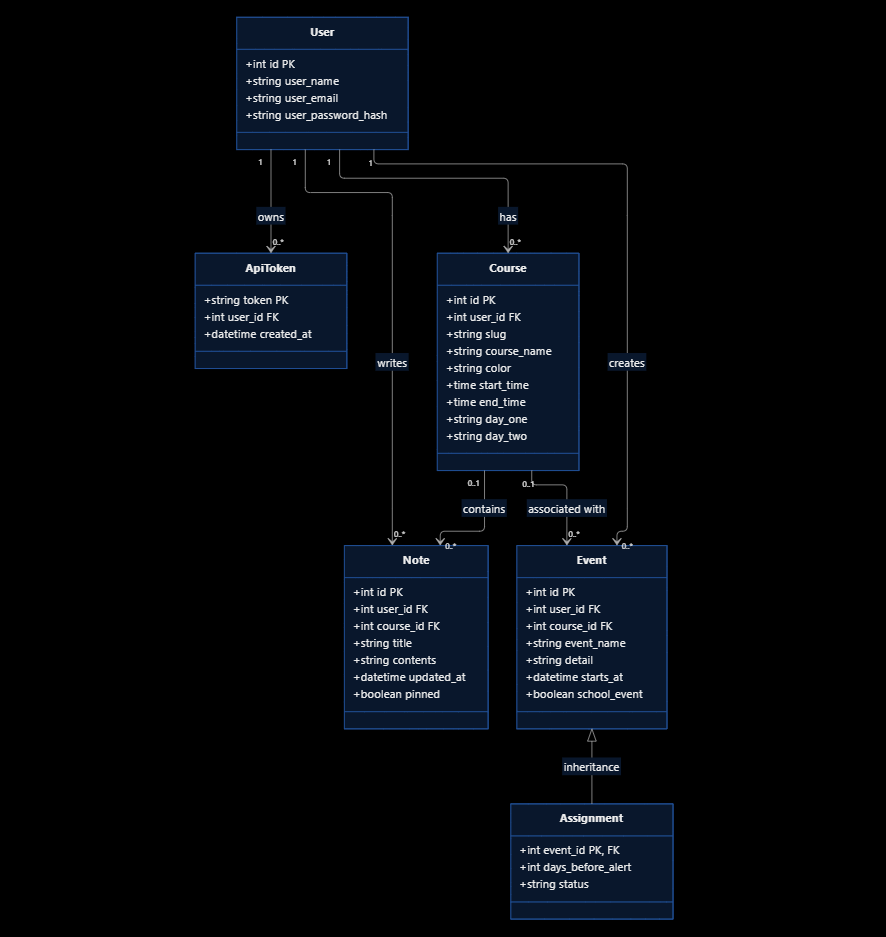 User
+int id PK
+string user_name
+string user_email
+string user_password_hash
1
1
1
1
owns
has
0..*
0..*
ApiToken
+string token PK
+int user_id FK
+datetime created_at
Course
+int id PK
+int user_id FK
+string slug
+string course_name
+string color
+time start_time
+time end_time
+string day_one
+string day_two
writes
creates
0..1
0..1
contains
associated with
0..*
0..*
0..*
0..*
Note
+int id PK
+int user_id FK
+int course_id FK
+string title
+string contents
+datetime updated_at
+boolean pinned
Event
+int id PK
+int user_id FK
+int course_id FK
+string event_name
+string detail
+datetime starts_at
+boolean school_event
inheritance
Assignment
+int event_id PK, FK
+int days_before_alert
+string status